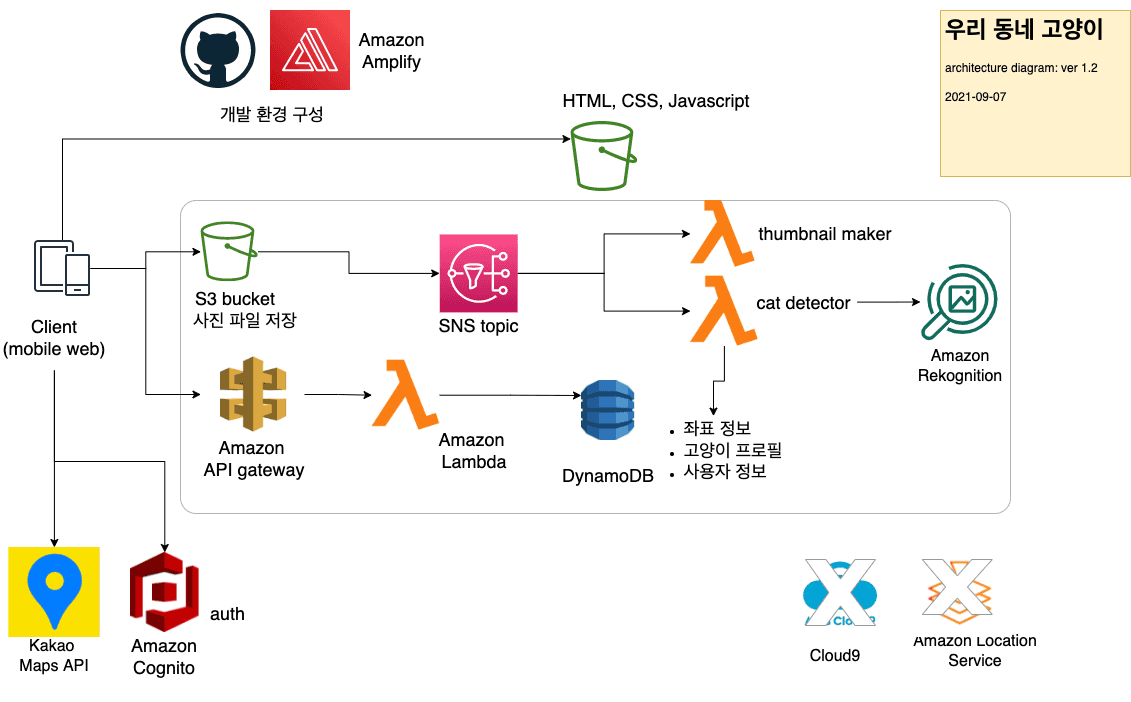 우리 동네 고양이
architecture diagram: ver 1.2
2021-09-07
Amazon
Amplify
개발 환경 구성
HTML, CSS, Javascript
thumbnail maker
S3 bucket
사진 파일 저장
SNS topic
cat detector
Client
(mobile web)
Amazon
Rekognition
Amazon
API gateway
Amazon
Lambda
DynamoDB
• 좌표 정보
• 고양이 프로필
• 사용자 정보
Kakao
Maps API
auth
Amazon
Cognito
Cloud9
Amazon Location
Service